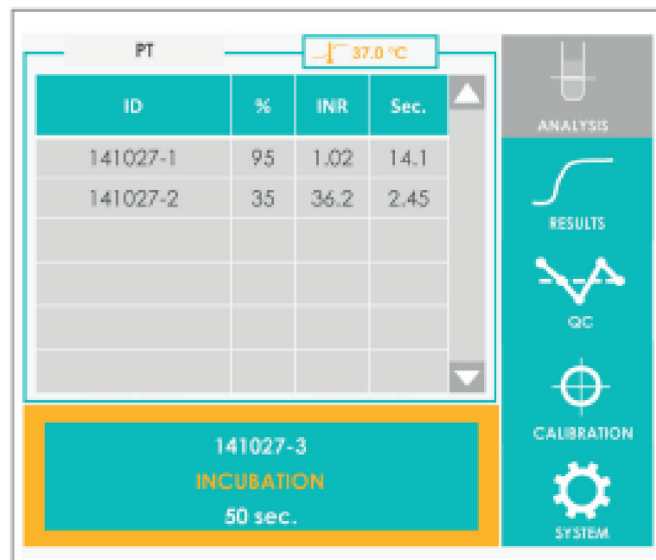 PT
37.0 °C
ID % INR Sec.
141027-1 95 1.02 14.1
141027-2 35 36.2 2.45
141027-3
INCUBATION
50 sec.
ANALYSIS
RESULTS
QC
CALIBRATION
SYSTEM